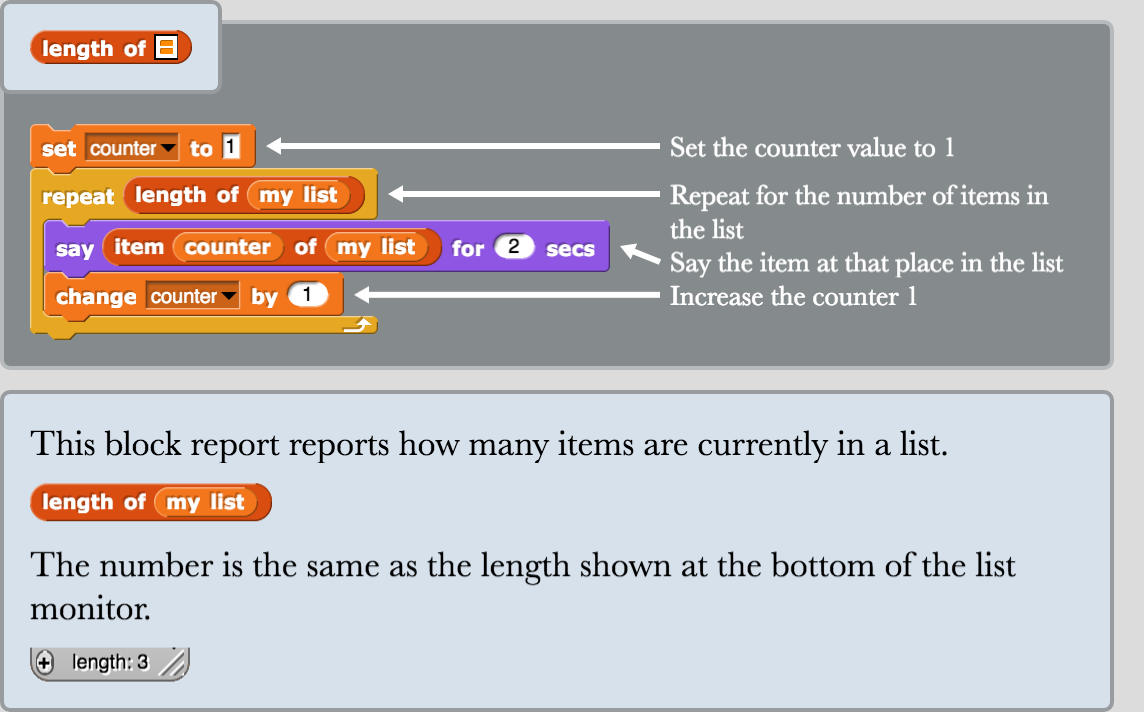 length of
set counter to 1
Set the counter value to 1
repeat length of my list
Repeat for the number of items in
the list
say item counter of my list for 2 secs
Say the item at that place in the list
change counter by 1
Increase the counter 1
This block report reports how many items are currently in a list.
length of my list
The number is the same as the length shown at the bottom of the list
monitor.
+ length: 3